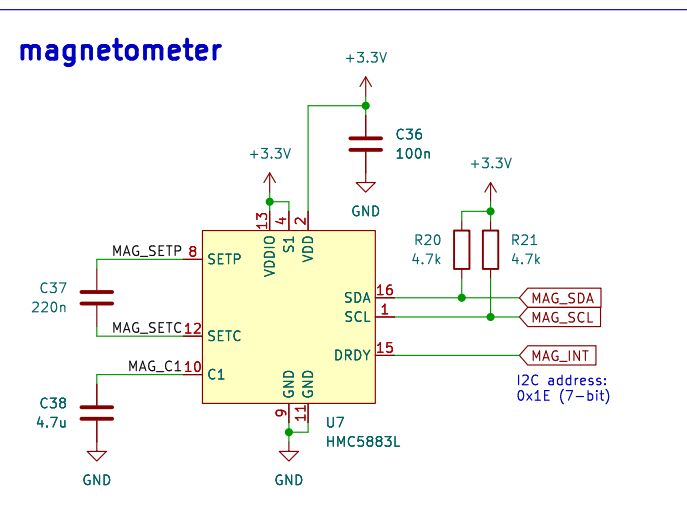 magnetometer
+3.3V
C36
100n
GND
+3.3V
13
4
2
VDDIO
S1
VDD
+3.3V
R20
4.7k
R21
4.7k
MAG_SETP
8
SETP
C37
220n
MAG_SETC
12
SETC
MAG_C1
10
C1
C38
4.7u
GND
SDA
16
MAG_SDA
SCL
1
MAG_SCL
DRDY
15
MAG_INT
I2C address:
0x1E (7-bit)
GND
GND
9
11
U7
HMC5883L
GND